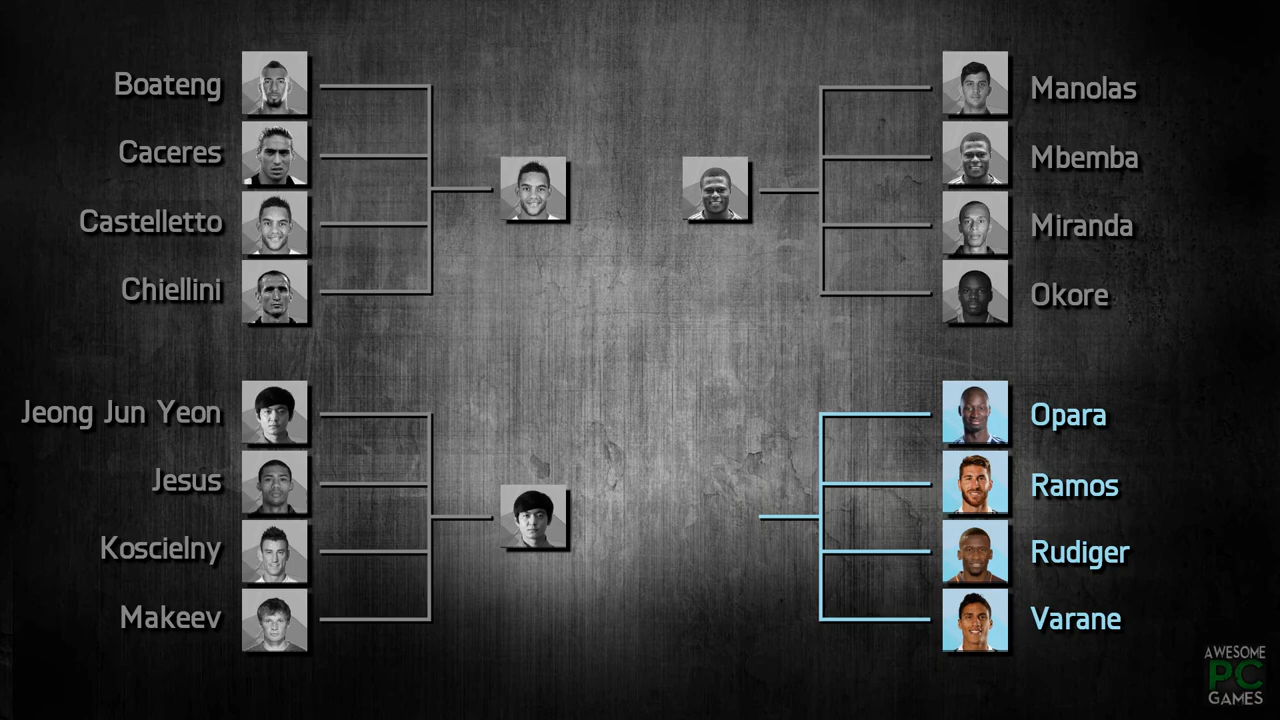 Boateng
Caceres
Castelletto
Chiellini
Jeong Jun Yeon
Jesus
Koscielny
Makeev
Manolas
Mbemba
Miranda
Okore
Opara
Ramos
Rudiger
Varane
AWESOME
PC
GAMES